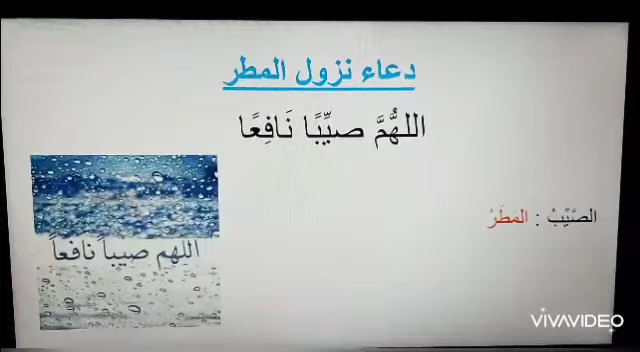 دعاء نزول المطر
اللهُمَّ صيِّبًا نَافِعًا
الصَّيِّبُ : المطَرُ
اللهم صيباً نافعاً
VIVAVIDEO